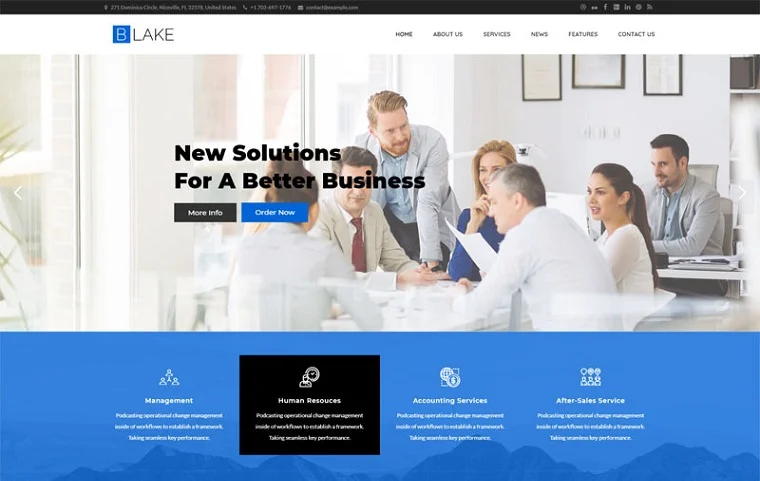 271 Dominica Circle, Niceville, FL 32578, United States +1 703-697-1776 contact@example.com
BLAKE
HOME ABOUT US SERVICES NEWS FEATURES CONTACT US
New Solutions
For A Better Business
More Info Order Now
Management
Podcasting operational change management
inside of workflows to establish a framework.
Taking seamless key performance.
Human Resouces
Podcasting operational change management
inside of workflows to establish a framework.
Taking seamless key performance.
Accounting Services
Podcasting operational change management
inside of workflows to establish a framework.
Taking seamless key performance.
After-Sales Service
Podcasting operational change management
inside of workflows to establish a framework.
Taking seamless key performance.